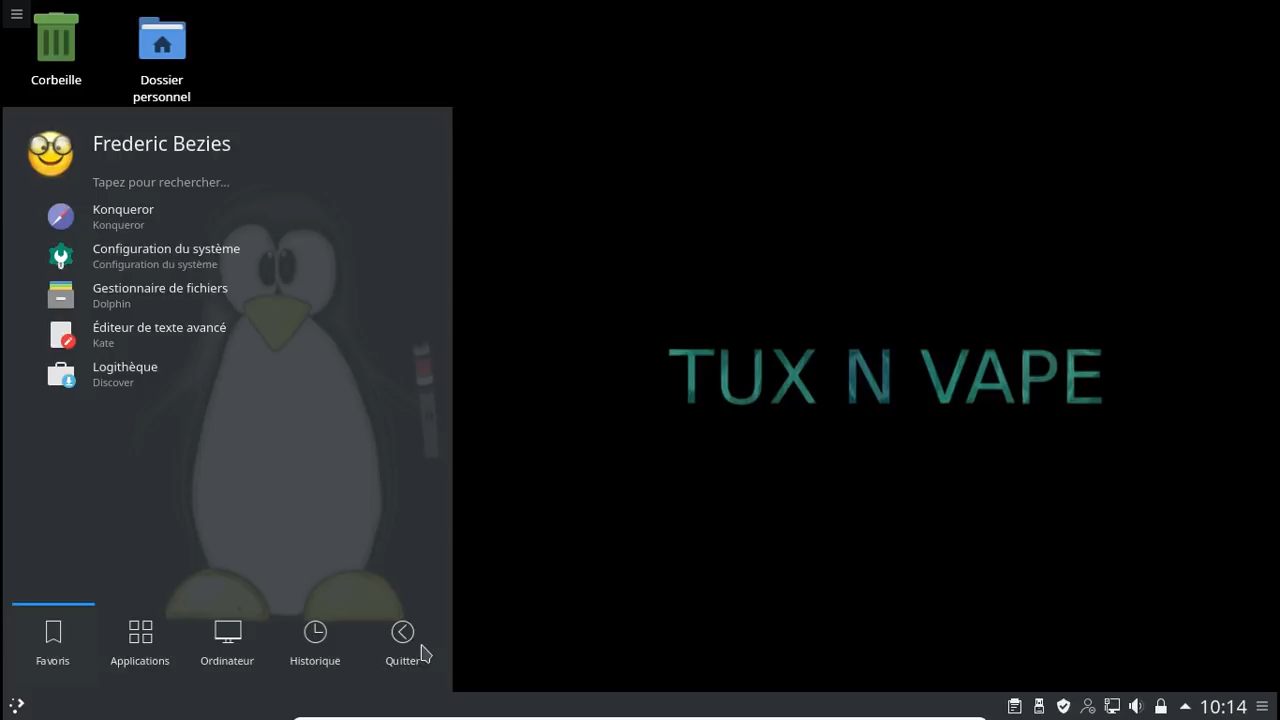 Corbeille
Dossier
personnel
Frederic Bezies
Tapez pour rechercher...
Konqueror
Konqueror
Configuration du système
Configuration du système
Gestionnaire de fichiers
Dolphin
Éditeur de texte avancé
Kate
Logithèque
Discover
TUX N VAPE
Favoris
Applications
Ordinateur
Historique
Quitter
10:14